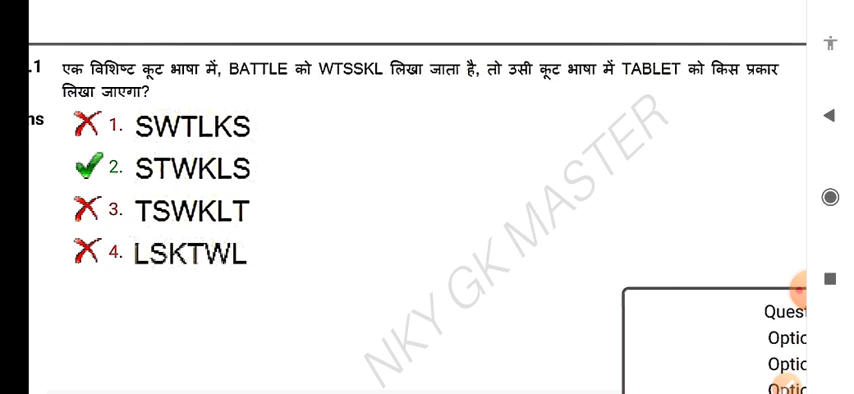 .1 एक विशिष्ट कूट भाषा में, BATTLE को WTSSKL लिखा जाता है, तो उसी कूट भाषा में TABLET को किस प्रकार
लिखा जाएगा?
ns
1. SWTLKS
2. STWKLS
3. TSWKLT
4. LSKTWL
NKY GK MASTER
Ques
Optic
Optic
Optic